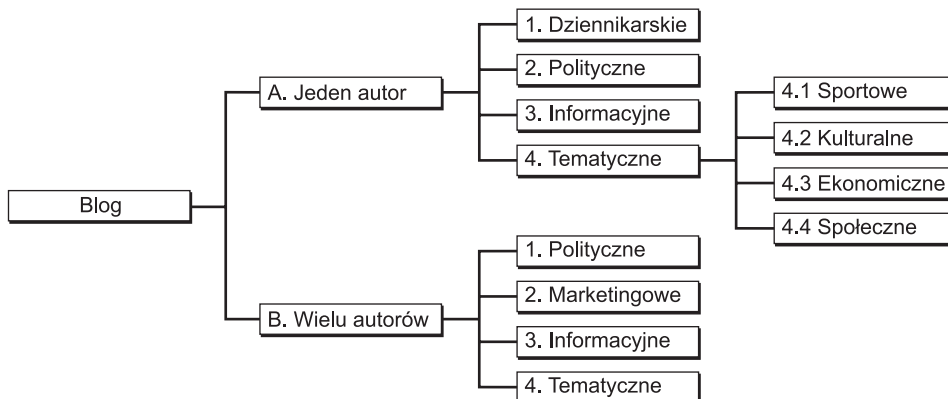 Blog
A. Jeden autor
1. Dziennikarskie
2. Polityczne
3. Informacyjne
4. Tematyczne
4.1 Sportowe
4.2 Kulturalne
4.3 Ekonomiczne
4.4 Społeczne
B. Wielu autorów
1. Polityczne
2. Marketingowe
3. Informacyjne
4. Tematyczne